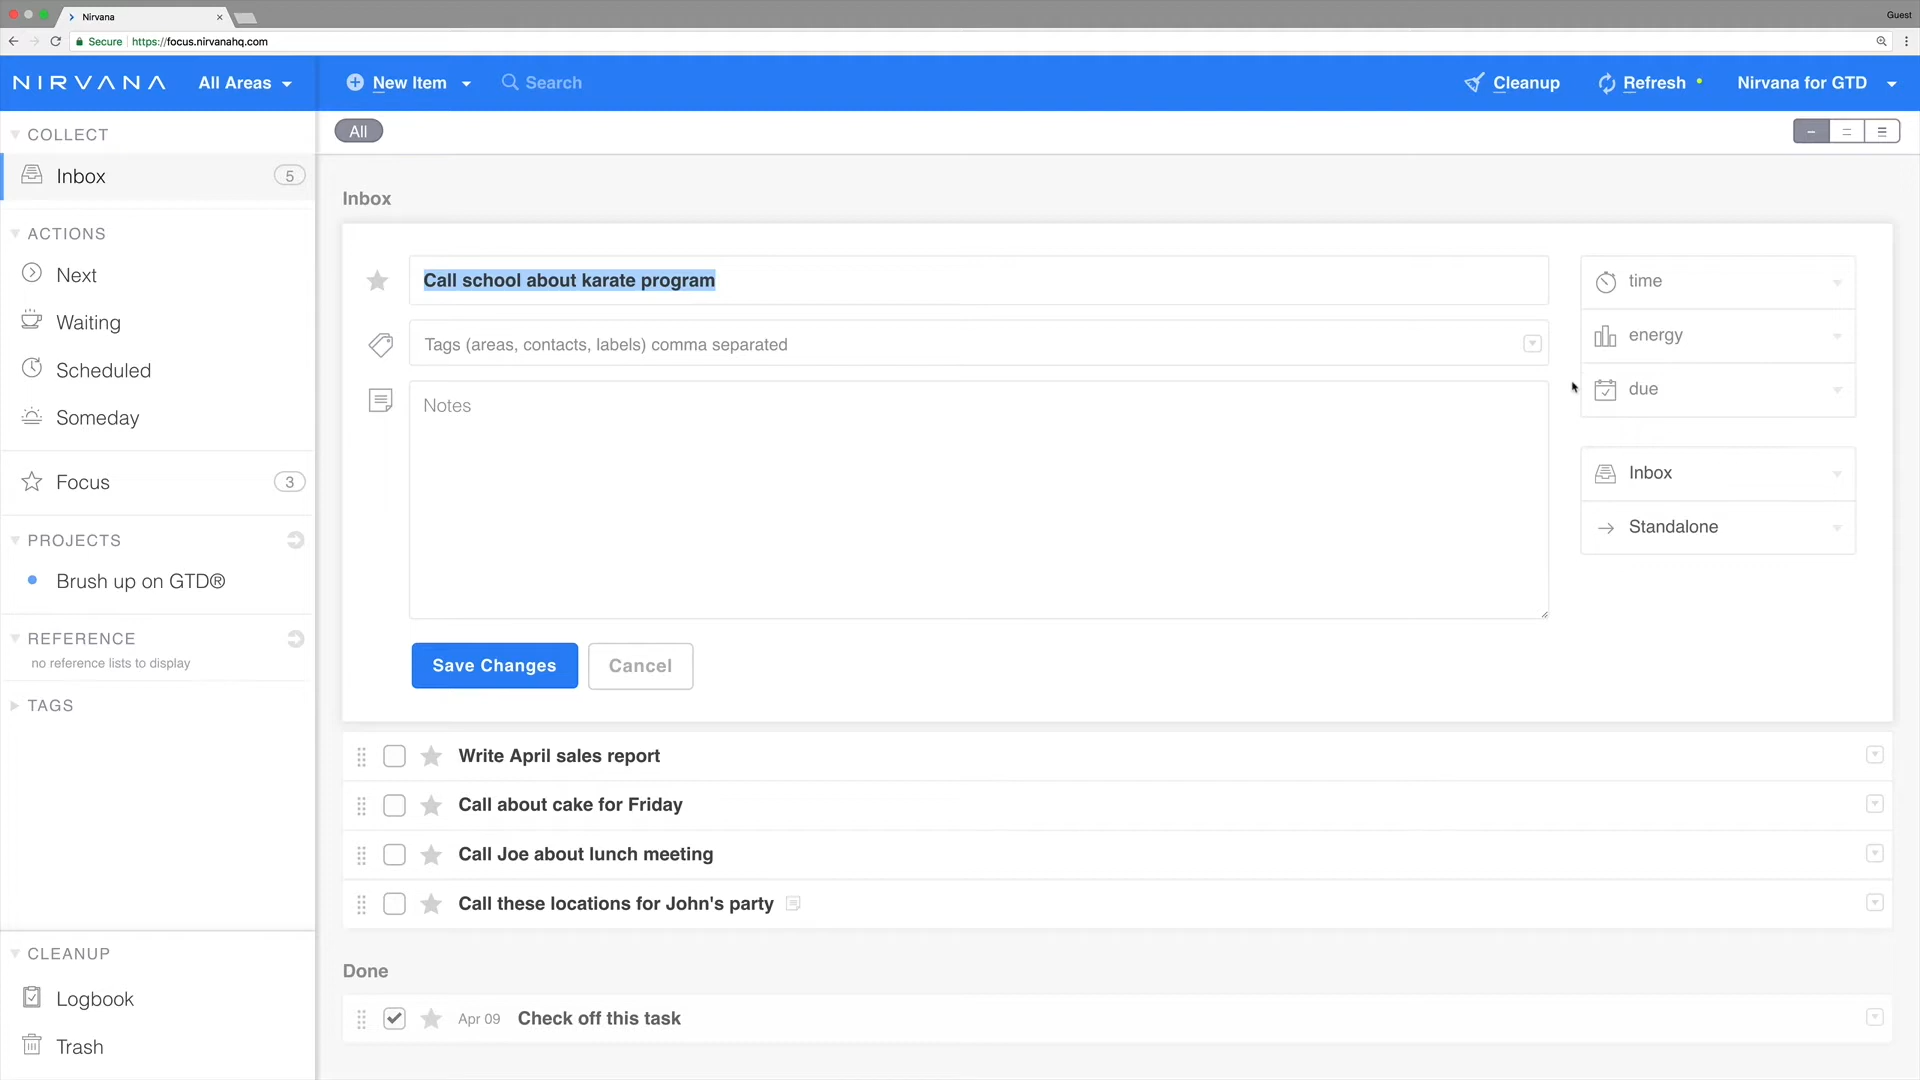 Nirvana
Guest
Secure https://focus.nirvanahq.com
NIRVANA All Areas New Item Search Cleanup Refresh Nirvana for GTD
COLLECT
Inbox 5
ACTIONS
Next
Waiting
Scheduled
Someday
Focus 3
PROJECTS
Brush up on GTD®
REFERENCE
no reference lists to display
TAGS
CLEANUP
Logbook
Trash
All
Inbox
Call school about karate program
Tags (areas, contacts, labels) comma separated
Notes
time
energy
due
Inbox
Standalone
Save Changes Cancel
Write April sales report
Call about cake for Friday
Call Joe about lunch meeting
Call these locations for John's party
Done
Apr 09 Check off this task